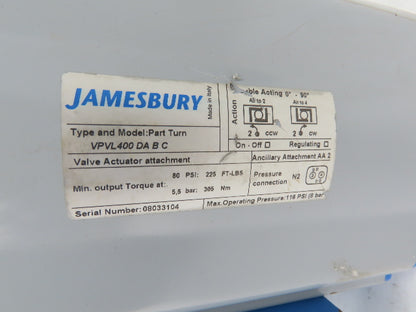 JAMESBURY
Made in Italy
Action
ble Acting 0° - 90°
Air to 2 Air to 4
2 ccw 2 cw
On - Off Regulating
Type and Model:Part Turn
VPVL400 DA B C
Valve Actuator attachment
Ancillary Attachment AA 2
Min. output Torque at:
80 PSI: 225 FT-LBS
5,5 bar: 305 Nm
Pressure connection N2
Serial Number: 08033104
Max.Operating Pressure:116 PSI (8 bar